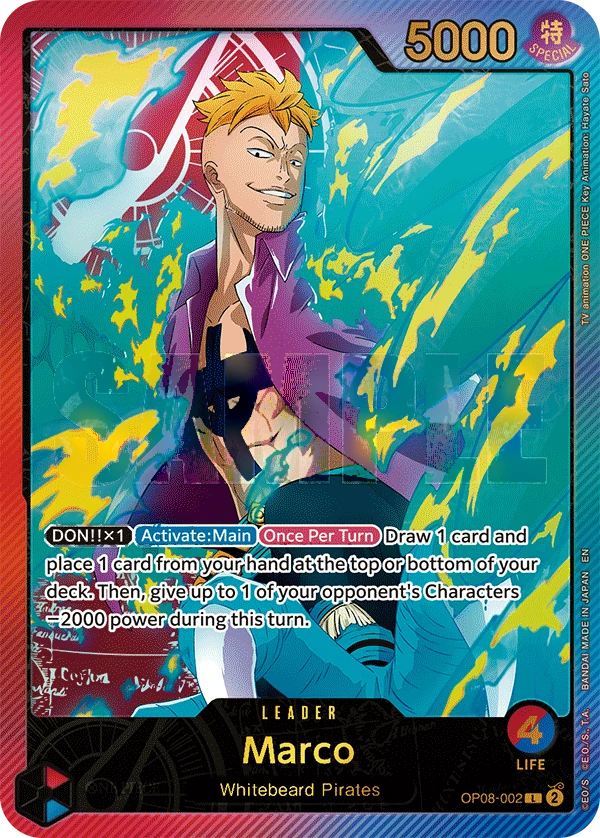 5000
特
SPECIAL
TV animation ONE PIECE Key Animation: Hayate Sato
SAMPLE
DON!!×1 Activate:Main Once Per Turn Draw 1 card and
place 1 card from your hand at the top or bottom of your
deck. Then, give up to 1 of your opponent's Characters
−2000 power during this turn.
LEADER
Marco
Whitebeard Pirates
4
LIFE
OP08-002 L 2
©E.O./S. ©E.O./S., T.A. BANDAI MADE IN JAPAN EN